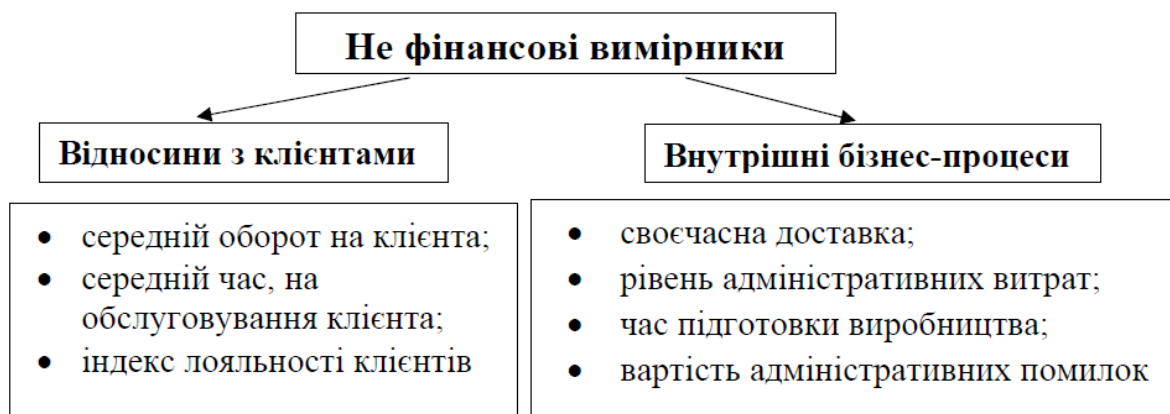 Не фінансові вимірники
Відносини з клієнтами
• середній оборот на клієнта;
• середній час, на
обслуговування клієнта;
• індекс лояльності клієнтів
Внутрішні бізнес-процеси
• своєчасна доставка;
• рівень адміністративних витрат;
• час підготовки виробництва;
• вартість адміністративних помилок